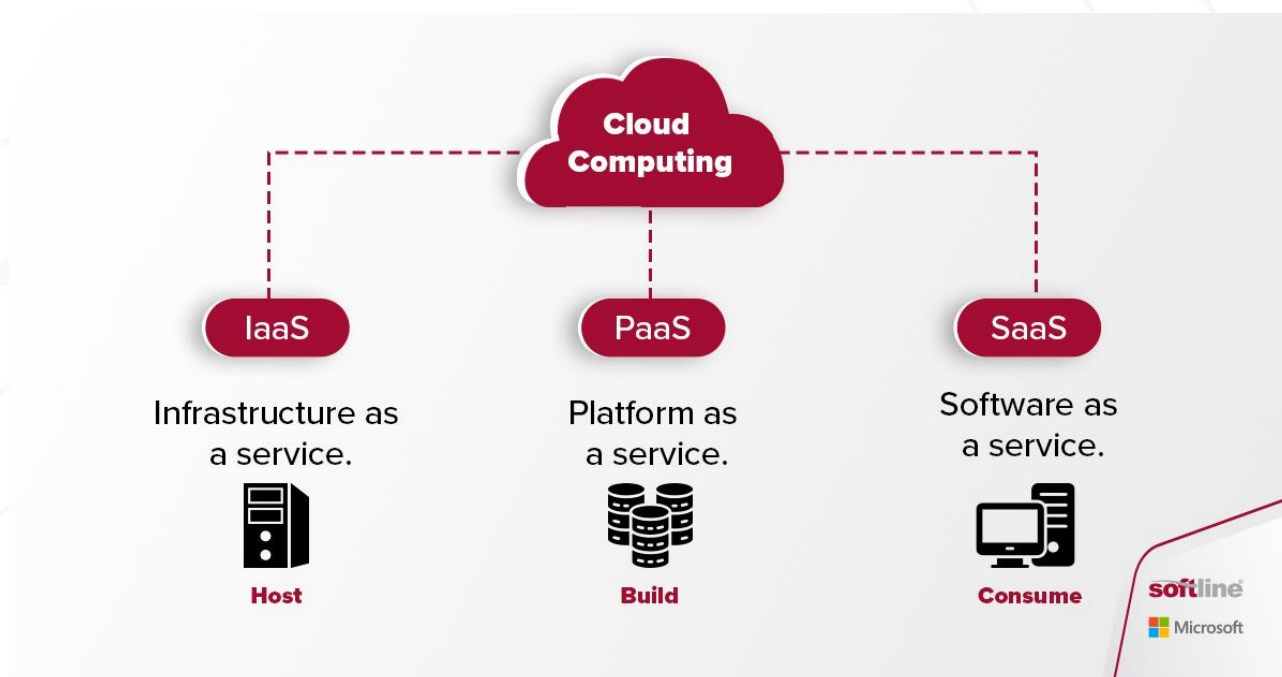 Cloud
Computing
IaaS
PaaS
SaaS
Infrastructure as
a service.
Platform as
a service.
Software as
a service.
Host
Build
Consume
softline
Microsoft